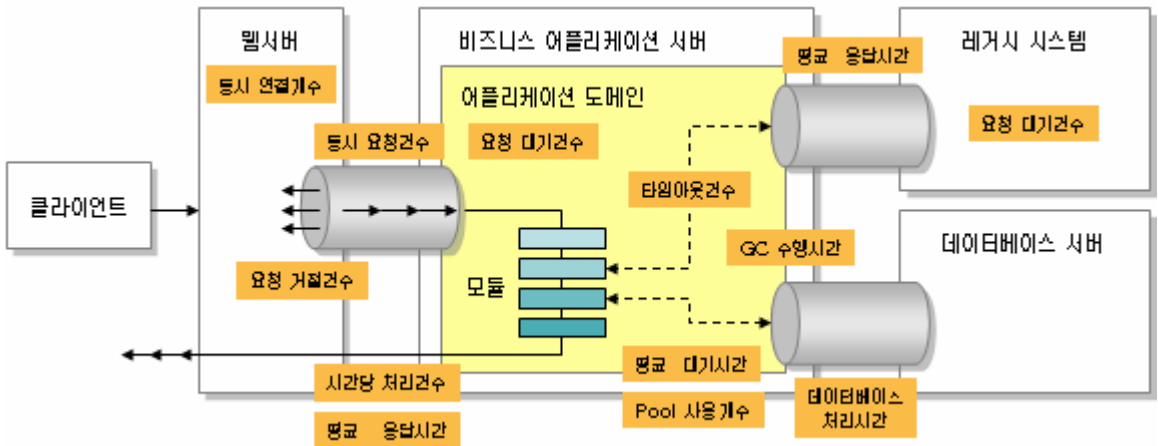 웹서버
비즈니스 어플리케이션 서버
레거시 시스템
평균 응답시간
동시 연결개수
어플리케이션 도메인
요청 대기건수
동시 요청건수
요청 대기건수
타임아웃건수
클라이언트
GC 수행시간
데이터베이스 서버
요청 거절건수
모듈
평균 대기시간
시간당 처리건수
Pool 사용개수
데이터베이스
처리시간
평균 응답시간